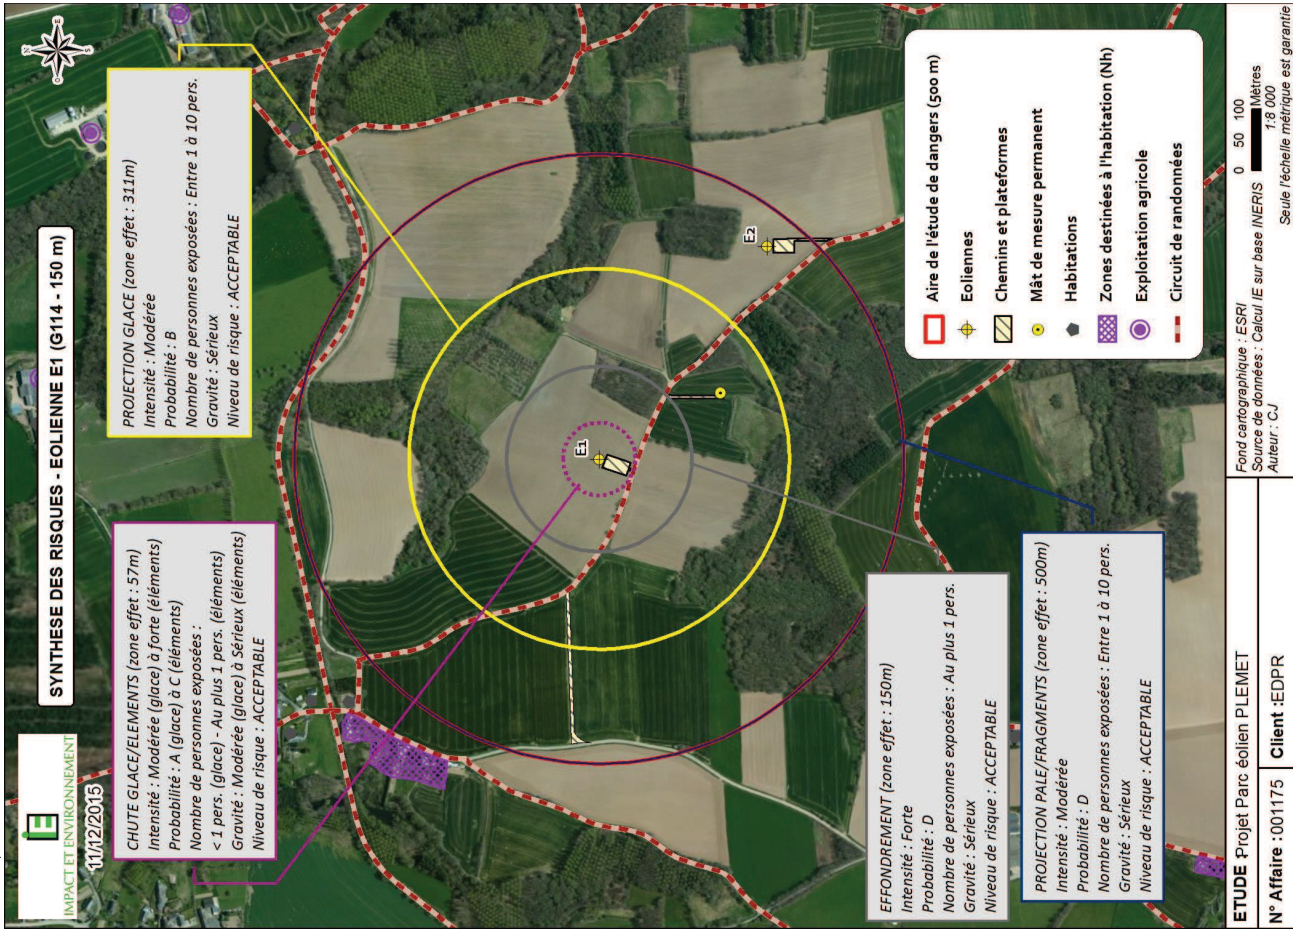 IMPACT ET ENVIRONNEMENT
11/12/2015
SYNTHESE DES RISQUES - EOLIENNE E1 (G114 - 150 m)
CHUTE GLACE/ELEMENTS (zone effet : 57m)
Intensité : Modérée (glace) à forte (éléments)
Probabilité : A (glace) à C (éléments)
Nombre de personnes exposées :
< 1 pers. (glace) - Au plus 1 pers. (éléments)
Gravité : Modérée (glace) à Sérieux (éléments)
Niveau de risque : ACCEPTABLE
PROJECTION GLACE (zone effet : 311m)
Intensité : Modérée
Probabilité : B
Nombre de personnes exposées : Entre 1 à 10 pers.
Gravité : Sérieux
Niveau de risque : ACCEPTABLE
N
E
S
O
E1
E2
EFFONDREMENT (zone effet : 150m)
Intensité : Forte
Probabilité : D
Nombre de personnes exposées : Au plus 1 pers.
Gravité : Sérieux
Niveau de risque : ACCEPTABLE
PROJECTION PALE/FRAGMENTS (zone effet : 500m)
Intensité : Modérée
Probabilité : D
Nombre de personnes exposées : Entre 1 à 10 pers.
Gravité : Sérieux
Niveau de risque : ACCEPTABLE
Aire de l'étude de dangers (500 m)
Eoliennes
Chemins et plateformes
Mât de mesure permanent
Habitations
Zones destinées à l'habitation (Nh)
Exploitation agricole
Circuit de randonnées
ETUDE : Projet Parc éolien PLEMET
N° Affaire : 001175 Client : EDPR
Fond cartographique : ESRI
Source de données : Calcul IE sur base INERIS
Auteur : CJ
0 50 100
Mètres
1:8 000
Seule l'échelle métrique est garantie